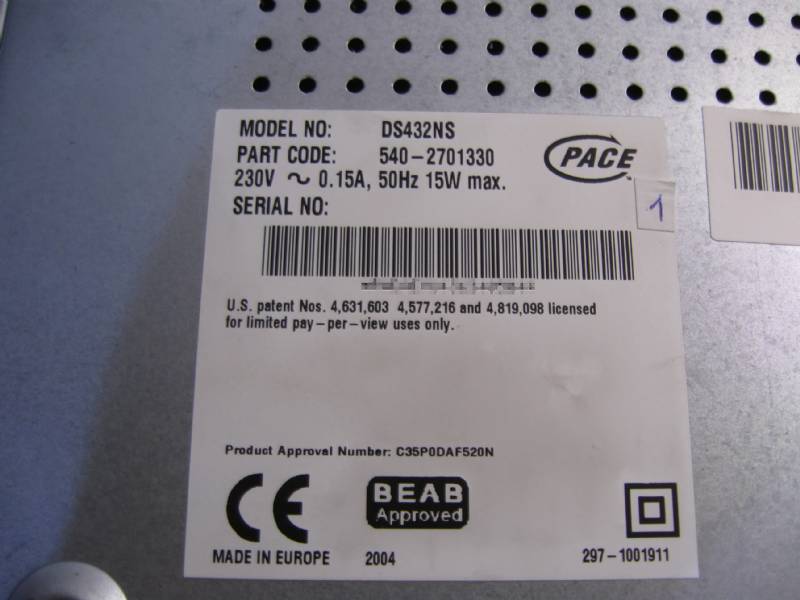 MODEL NO: DS432NS
PART CODE: 540-2701330
PACE
230V ~ 0.15A, 50Hz 15W max.
SERIAL NO:
1
U.S. patent Nos. 4,631,603 4,577,216 and 4,819,098 licensed
for limited pay-per-view uses only.
Product Approval Number: C35P0DAF520N
CE
BEAB
Approved
MADE IN EUROPE 2004 297-1001911